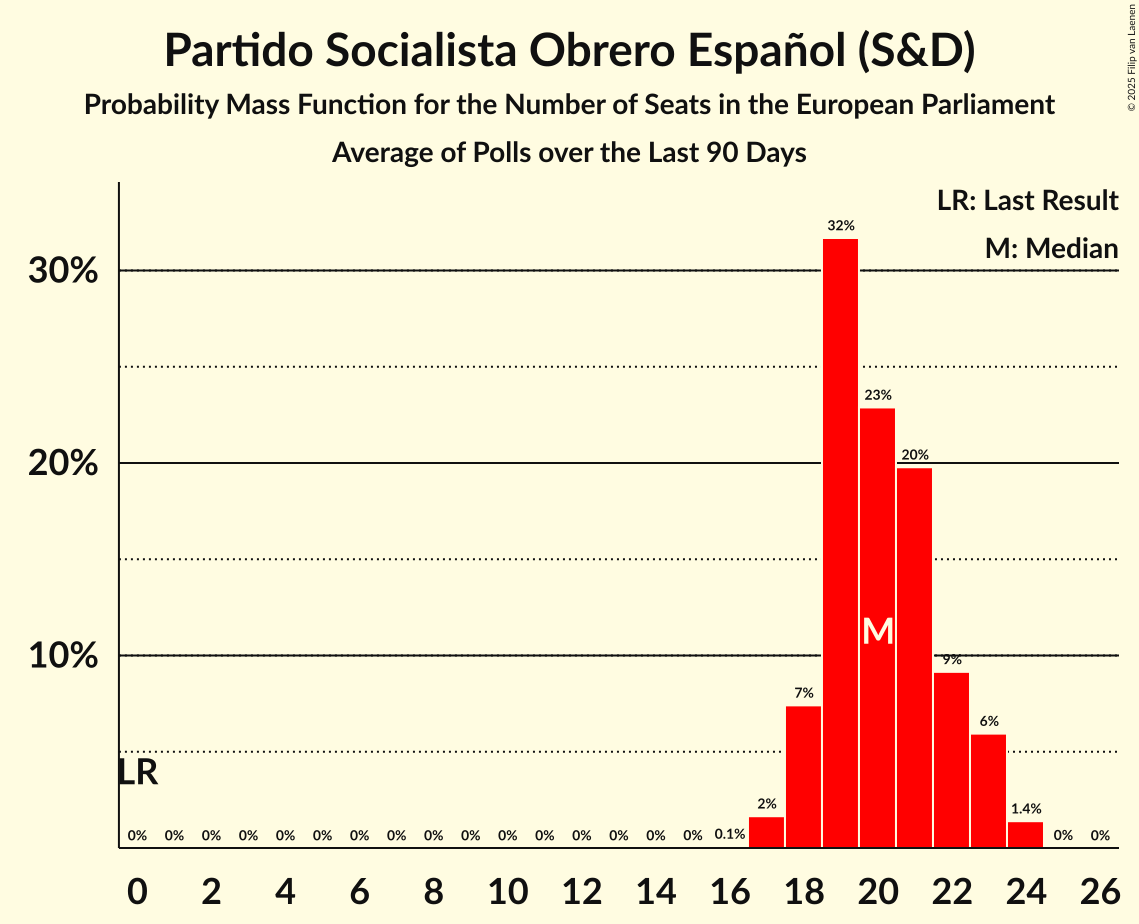 Partido Socialista Obrero Español (S&D)
Probability Mass Function for the Number of Seats in the European Parliament
Average of Polls over the Last 90 Days
© 2025 Filip van Laenen
LR: Last Result
M: Median
32%
30%
23%
20%
20%
M
10%
9%
7%
6%
LR
2%
1.4%
0% 0% 0% 0% 0% 0% 0% 0% 0% 0% 0% 0% 0% 0% 0% 0% 0.1% 0% 0%
0 2 4 6 8 10 12 14 16 18 20 22 24 26